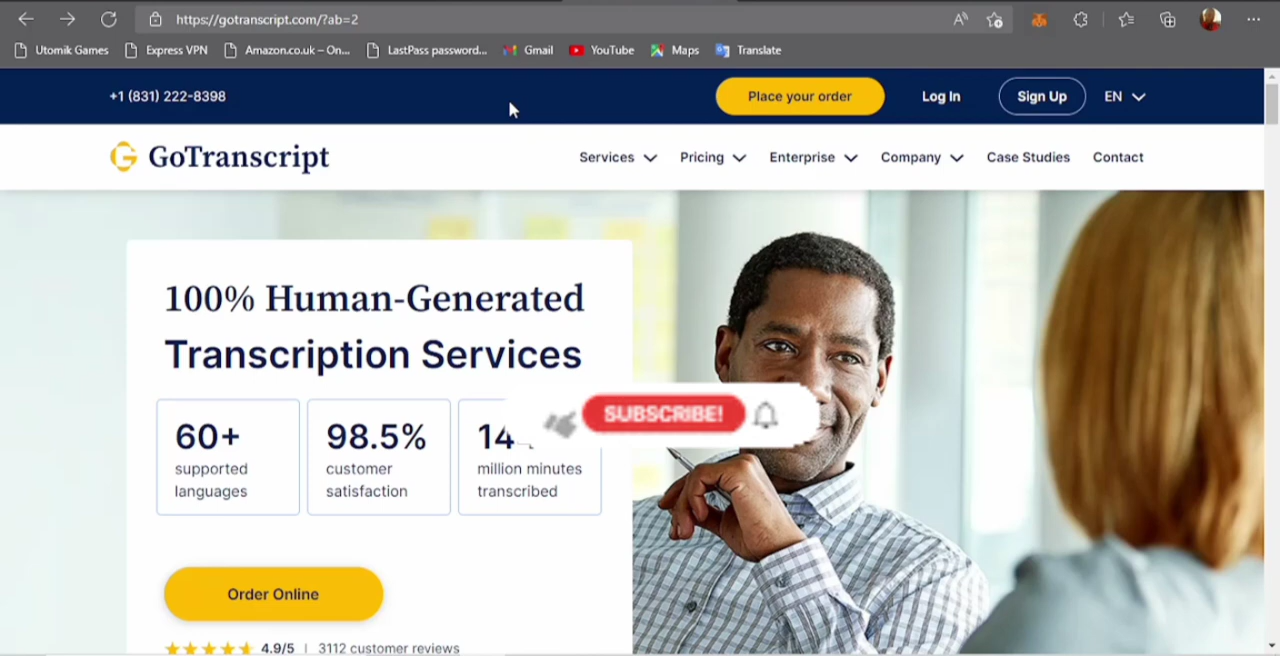 https://gotranscript.com/?ab=2
Utomik Games Express VPN Amazon.co.uk – On... LastPass password... Gmail YouTube Maps Translate
+1 (831) 222-8398 Place your order Log In Sign Up EN
GoTranscript Services Pricing Enterprise Company Case Studies Contact
100% Human-Generated
Transcription Services
60+ 98.5% 14
supported customer million minutes
languages satisfaction transcribed
SUBSCRIBE!
Order Online
4.9/5 | 3112 customer reviews